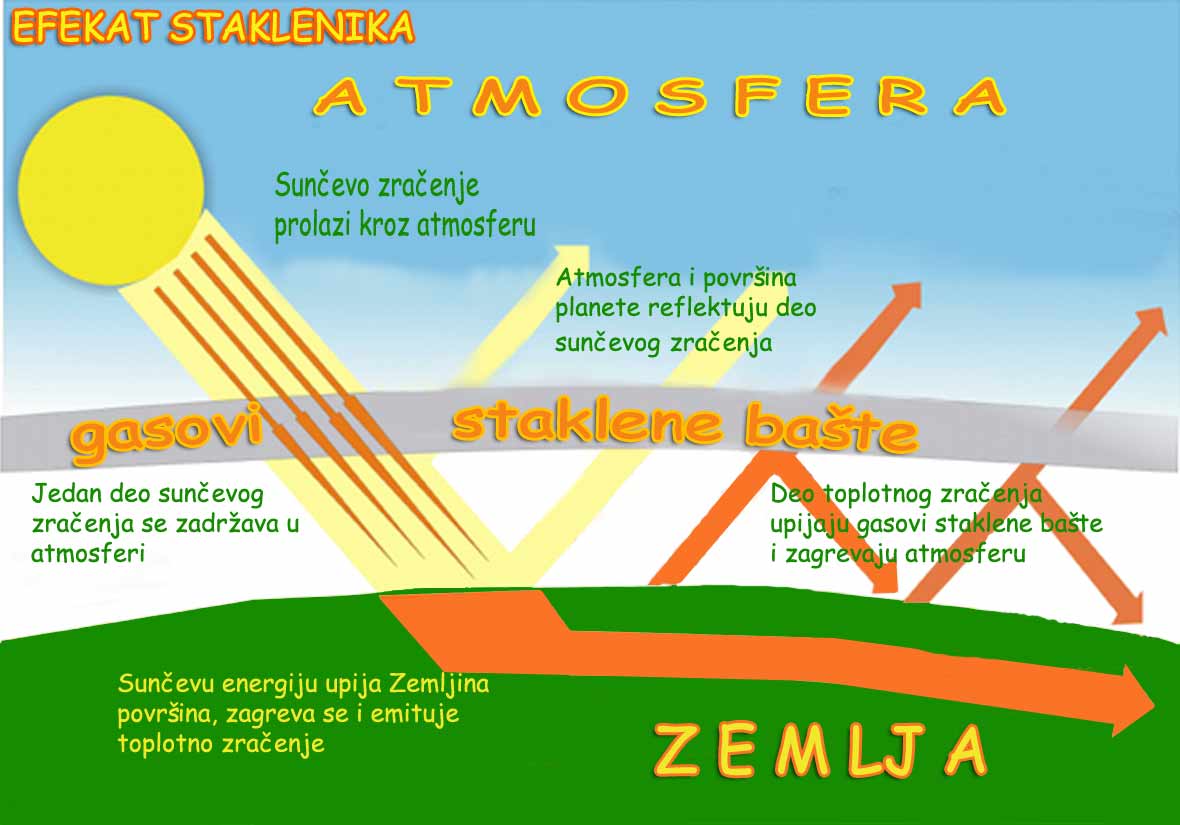 EFEKAT STAKLENIKA
ATMOSFERA
Sunčevo zračenje
prolazi kroz atmosferu
Atmosfera i površina
planete reflektuju deo
sunčevog zračenja
gasovi staklene bašte
Jedan deo sunčevog
zračenja se zadržava u
atmosferi
Deo toplotnog zračenja
upijaju gasovi staklene bašte
i zagrevaju atmosferu
Sunčevu energiju upija Zemljina
površina, zagreva se i emituje
toplotno zračenje
ZEMLJA